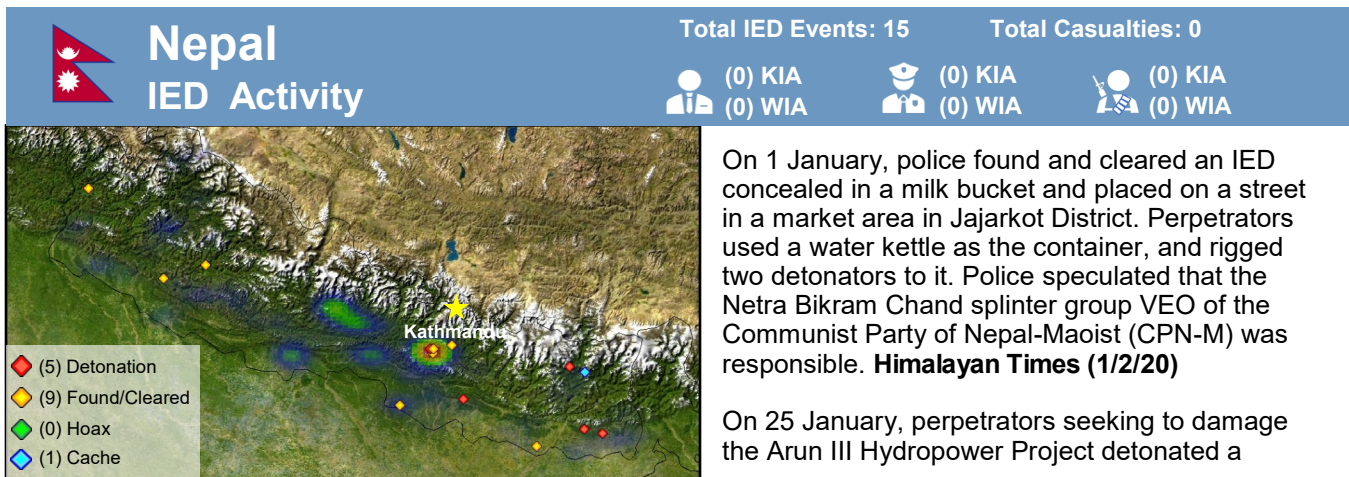 Nepal
IED Activity
Total IED Events: 15
Total Casualties: 0
(0) KIA
(0) WIA
(0) KIA
(0) WIA
(0) KIA
(0) WIA
Kathmandu
(5) Detonation
(9) Found/Cleared
(0) Hoax
(1) Cache
On 1 January, police found and cleared an IED
concealed in a milk bucket and placed on a street
in a market area in Jajarkot District. Perpetrators
used a water kettle as the container, and rigged
two detonators to it. Police speculated that the
Netra Bikram Chand splinter group VEO of the
Communist Party of Nepal-Maoist (CPN-M) was
responsible. Himalayan Times (1/2/20)
On 25 January, perpetrators seeking to damage
the Arun III Hydropower Project detonated a